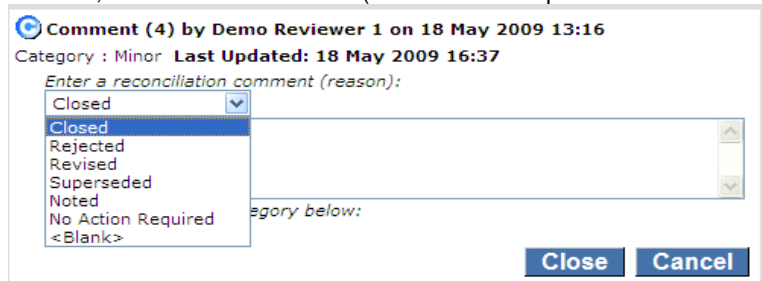 Comment (4) by Demo Reviewer 1 on 18 May 2009 13:16
Category : Minor Last Updated: 18 May 2009 16:37
Enter a reconciliation comment (reason):
Closed
Closed
Rejected
Revised
Superseded
Noted
No Action Required
egory below:
<Blank>
Close Cancel